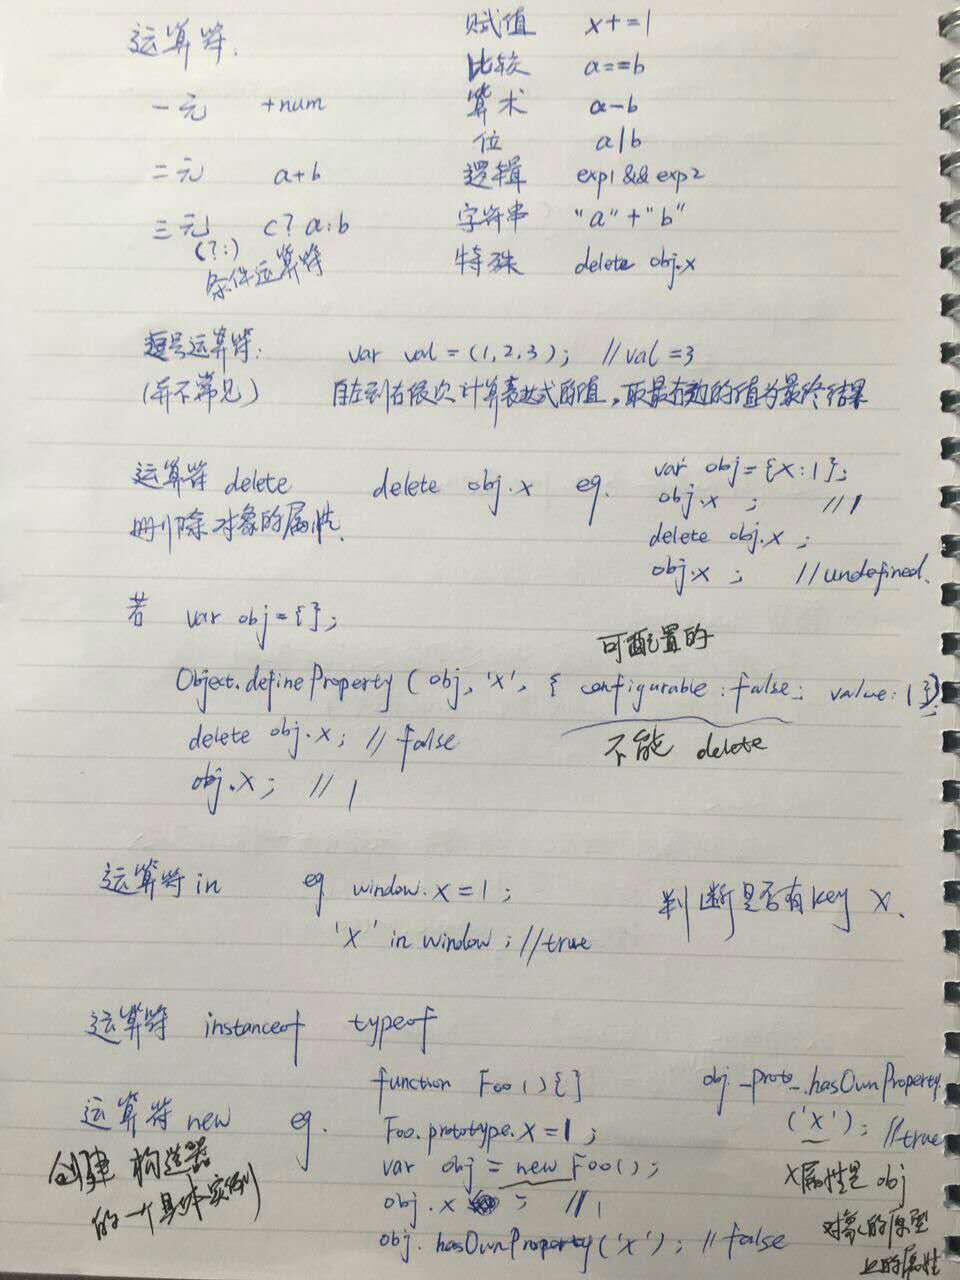 运算符.
赋值 x+=1
比较 a==b
一元 +num
算术 a-b
位 a|b
二元 a+b
逻辑 exp1 && exp2
三元 c? a:b
(?:)
条件运算符
字符串 "a"+"b"
特殊 delete obj.x
逗号运算符: var val = (1,2,3); //val=3
(并不常见) 自左到右依次计算表达式的值,取最右边的值为最终结果
运算符 delete delete obj.x eg.
删除对象的属性.
var obj={x:1};
obj.x ; //1
delete obj.x ;
obj.x ; //undefined.
若 var obj={};
可配置的
Object.defineProperty(obj, 'x', { configurable:false; value:1});
delete obj.x; // false
不能 delete
obj.x; // 1
运算符 in eg window.x=1;
'x' in window; //true
判断是否有key x.
运算符 instanceof typeof
运算符 new eg.
创建 构造器
的一个具体实例
function Foo(){}
Foo.prototype.x=1;
var obj = new Foo();
obj.x ; //1
obj.hasOwnProperty('x'); //false
obj._proto_.hasOwnProperty
('x'); //true
x属性是 obj
对象的原型
上的属性